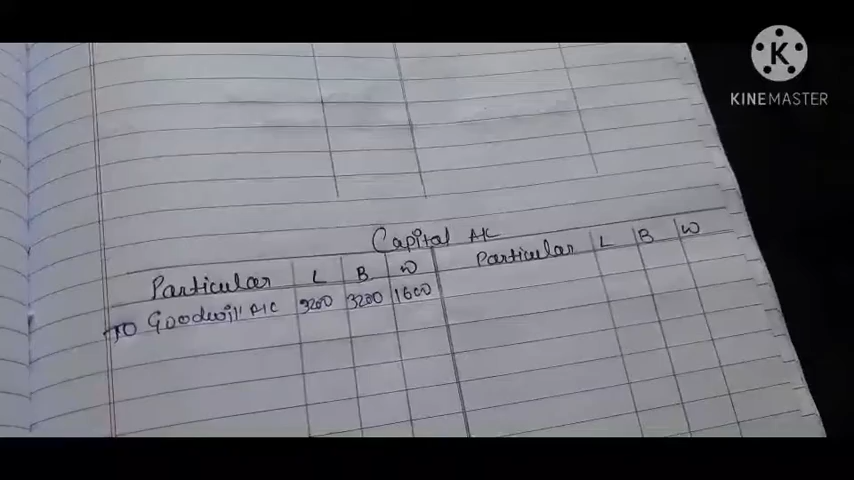 K
KINEMASTER
Capital A/c
Particular L B W Particular L B W
TO Goodwill A/c 3200 3200 1600